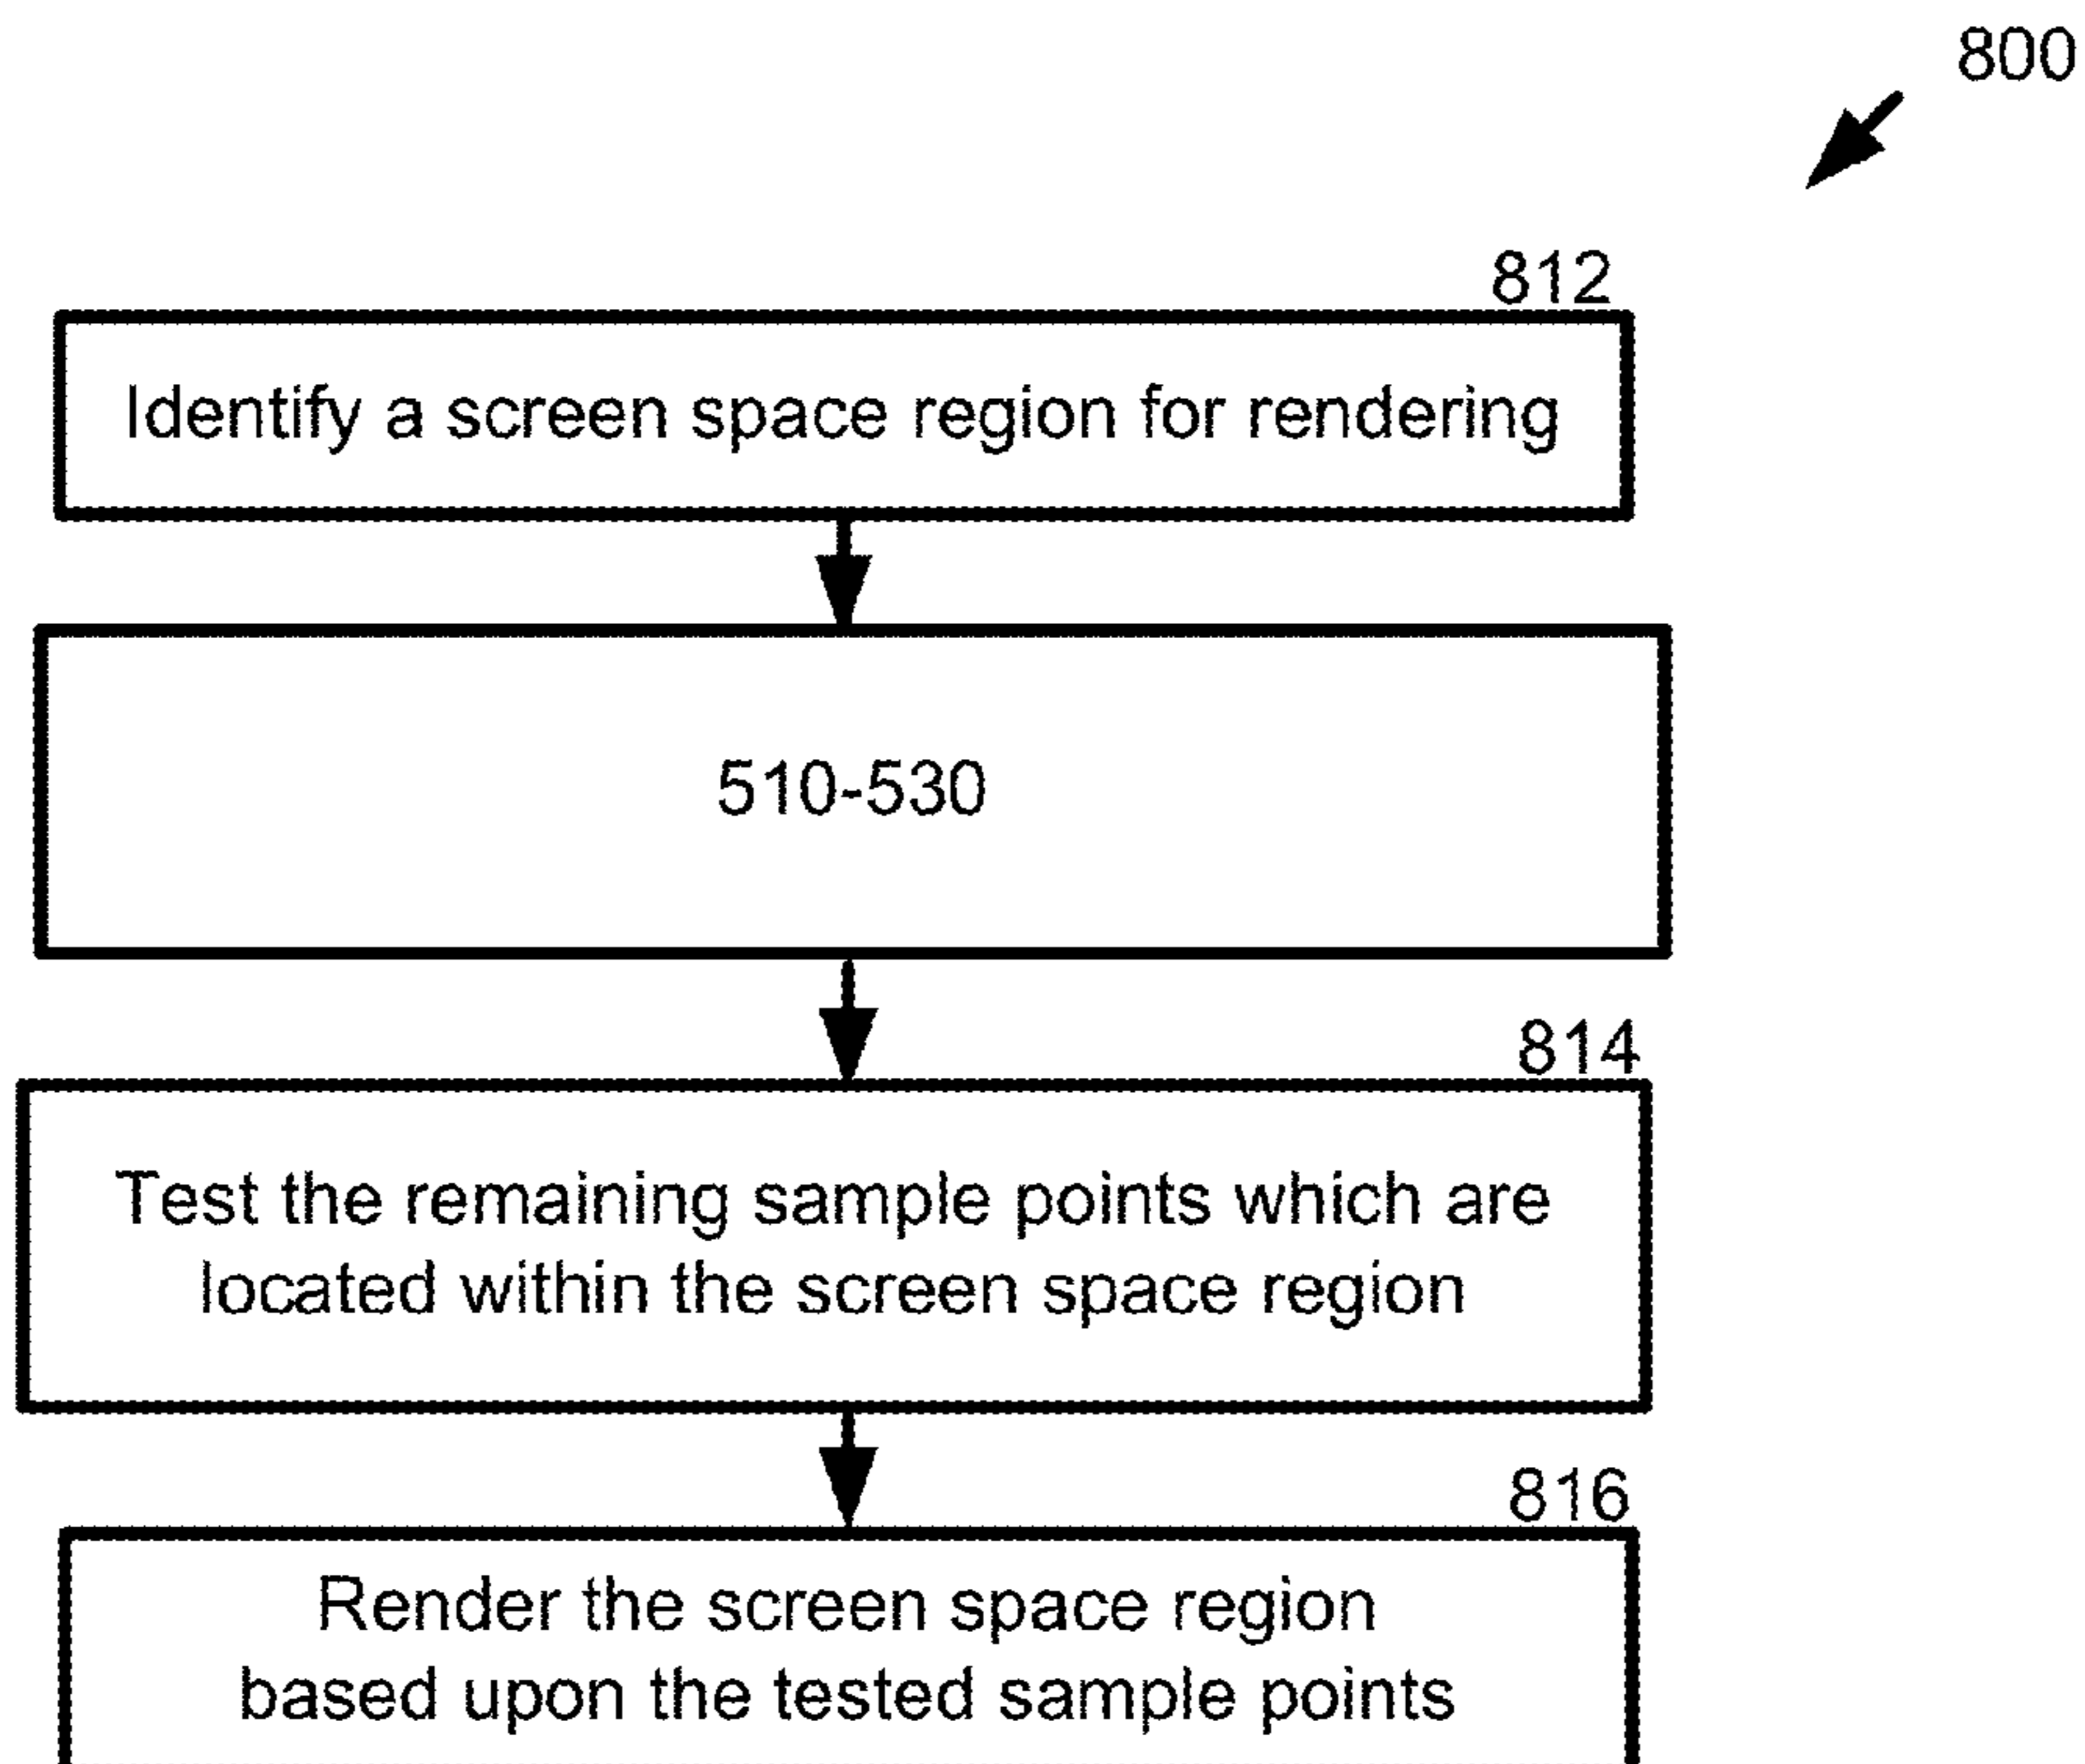 800
812
Identify a screen space region for rendering
510-530
814
Test the remaining sample points which are
located within the screen space region
816
Render the screen space region
based upon the tested sample points